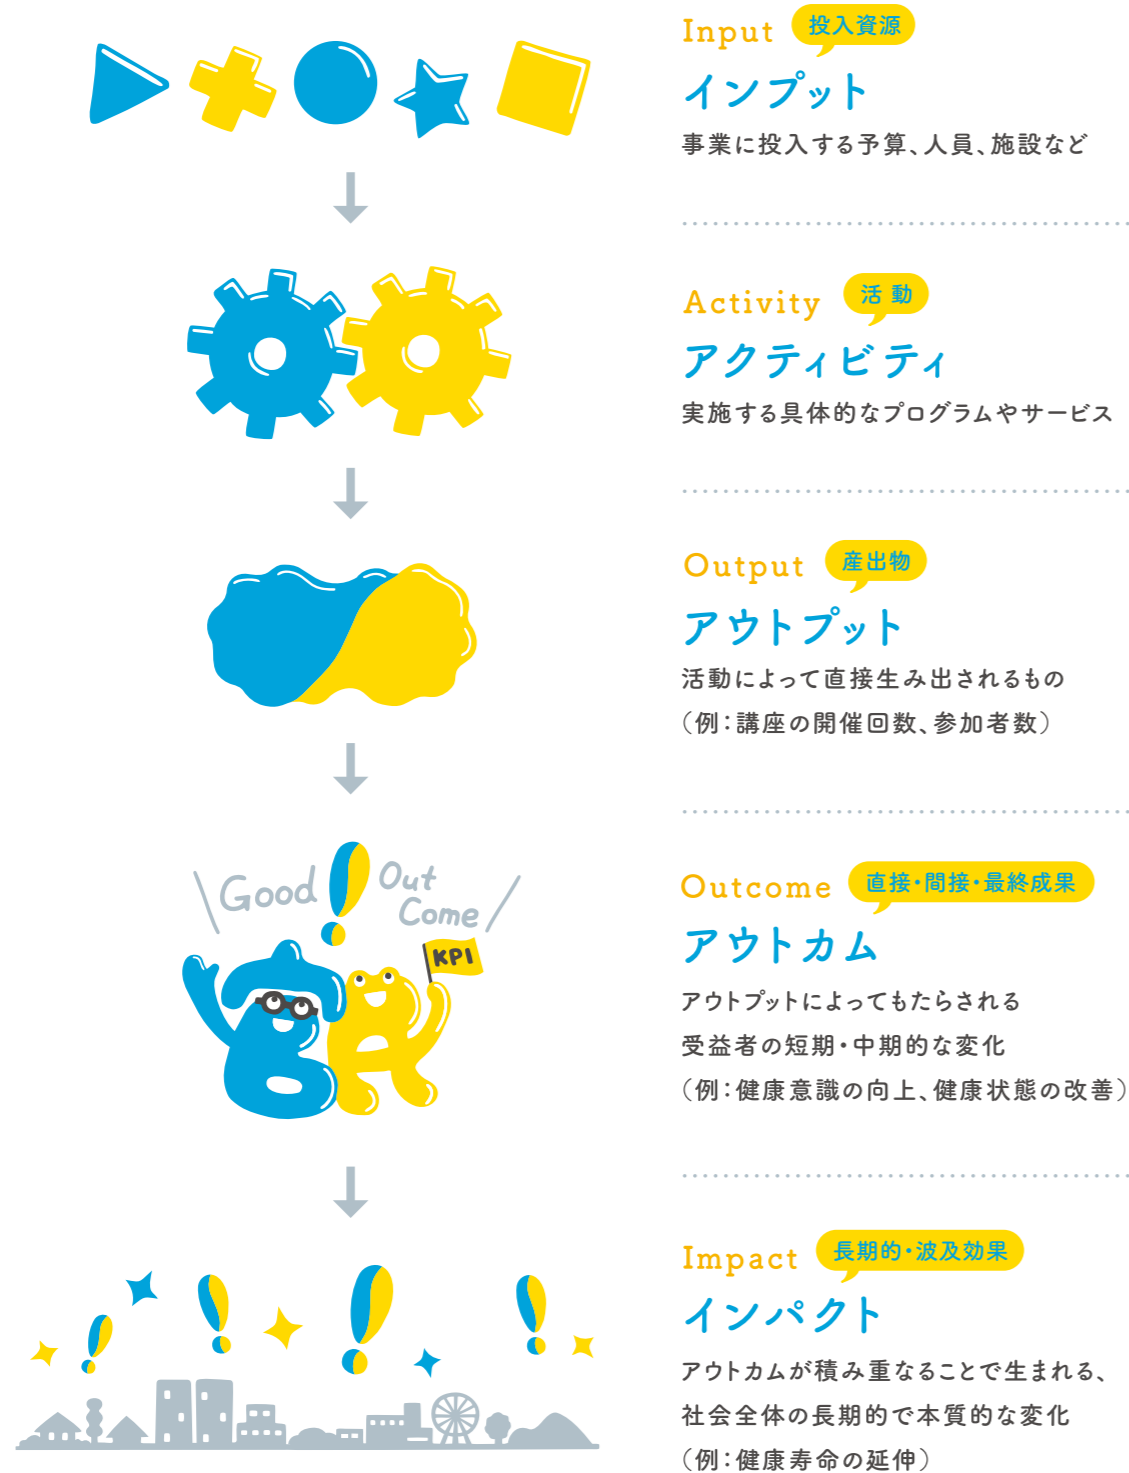 Input
投入資源
インプット
事業に投入する予算、人員、施設など
Activity
活動
アクティビティ
実施する具体的なプログラムやサービス
Output
産出物
アウトプット
活動によって直接生み出されるもの
（例：講座の開催回数、参加者数）
Good
Out
Come
KPI
Outcome
直接・間接・最終成果
アウトカム
アウトプットによってもたらされる
受益者の短期・中期的な変化
（例：健康意識の向上、健康状態の改善）
Impact
長期的・波及効果
インパクト
アウトカムが積み重なることで生まれる、
社会全体の長期的で本質的な変化
（例：健康寿命の延伸）